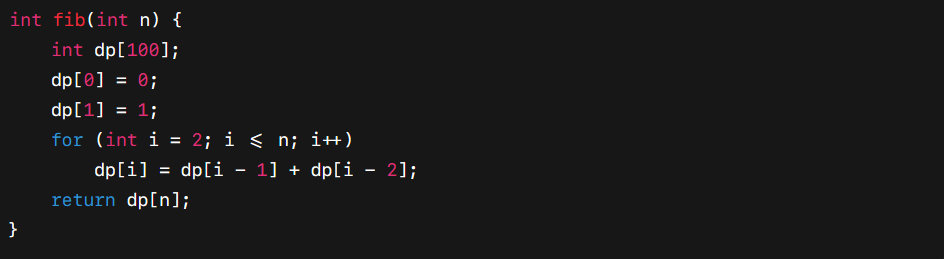 int fib(int n) {
    int dp[100];
    dp[0] = 0;
    dp[1] = 1;
    for (int i = 2; i <= n; i++)
        dp[i] = dp[i - 1] + dp[i - 2];
    return dp[n];
}